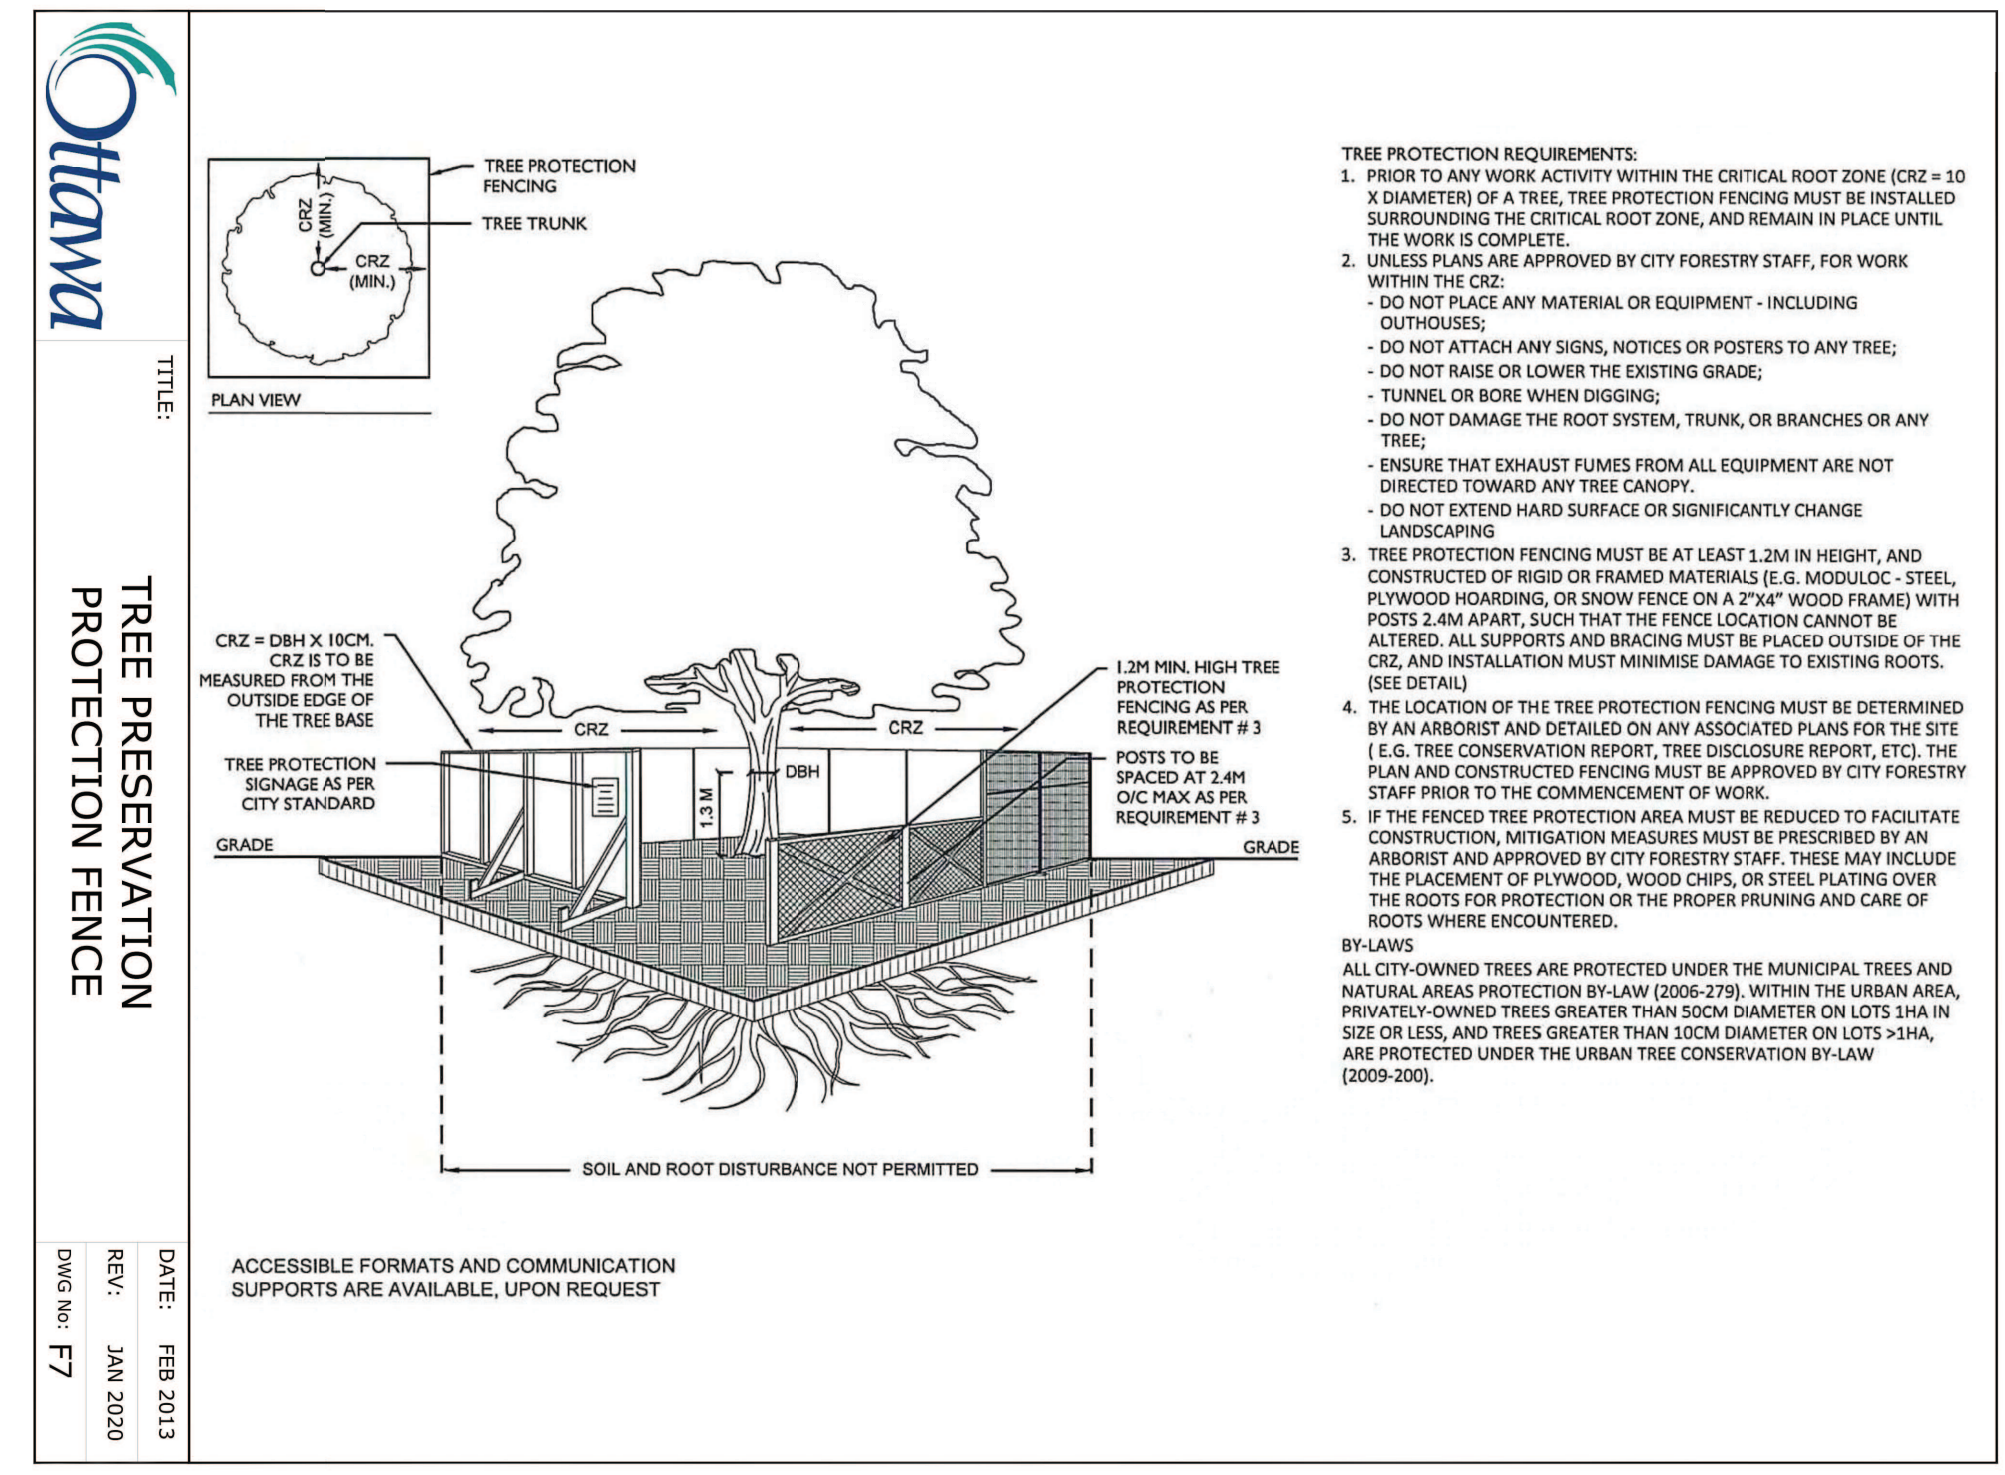 Ottawa
TITLE:
TREE PRESERVATION
PROTECTION FENCE
DATE: FEB 2013
REV: JAN 2020
DWG No: F7
TREE PROTECTION
FENCING
TREE TRUNK
CRZ
(MIN.)
CRZ
(MIN.)
PLAN VIEW
CRZ = DBH X 10CM.
CRZ IS TO BE
MEASURED FROM THE
OUTSIDE EDGE OF
THE TREE BASE
TREE PROTECTION
SIGNAGE AS PER
CITY STANDARD
GRADE
CRZ
CRZ
DBH
1.3 M
1.2M MIN. HIGH TREE
PROTECTION
FENCING AS PER
REQUIREMENT # 3
POSTS TO BE
SPACED AT 2.4M
O/C MAX AS PER
REQUIREMENT # 3
GRADE
SOIL AND ROOT DISTURBANCE NOT PERMITTED
ACCESSIBLE FORMATS AND COMMUNICATION
SUPPORTS ARE AVAILABLE, UPON REQUEST
TREE PROTECTION REQUIREMENTS:
1. PRIOR TO ANY WORK ACTIVITY WITHIN THE CRITICAL ROOT ZONE (CRZ = 10
X DIAMETER) OF A TREE, TREE PROTECTION FENCING MUST BE INSTALLED
SURROUNDING THE CRITICAL ROOT ZONE, AND REMAIN IN PLACE UNTIL
THE WORK IS COMPLETE.
2. UNLESS PLANS ARE APPROVED BY CITY FORESTRY STAFF, FOR WORK
WITHIN THE CRZ:
- DO NOT PLACE ANY MATERIAL OR EQUIPMENT - INCLUDING
OUTHOUSES;
- DO NOT ATTACH ANY SIGNS, NOTICES OR POSTERS TO ANY TREE;
- DO NOT RAISE OR LOWER THE EXISTING GRADE;
- TUNNEL OR BORE WHEN DIGGING;
- DO NOT DAMAGE THE ROOT SYSTEM, TRUNK, OR BRANCHES OR ANY
TREE;
- ENSURE THAT EXHAUST FUMES FROM ALL EQUIPMENT ARE NOT
DIRECTED TOWARD ANY TREE CANOPY.
- DO NOT EXTEND HARD SURFACE OR SIGNIFICANTLY CHANGE
LANDSCAPING
3. TREE PROTECTION FENCING MUST BE AT LEAST 1.2M IN HEIGHT, AND
CONSTRUCTED OF RIGID OR FRAMED MATERIALS (E.G. MODULOC - STEEL,
PLYWOOD HOARDING, OR SNOW FENCE ON A 2"X4" WOOD FRAME) WITH
POSTS 2.4M APART, SUCH THAT THE FENCE LOCATION CANNOT BE
ALTERED. ALL SUPPORTS AND BRACING MUST BE PLACED OUTSIDE OF THE
CRZ, AND INSTALLATION MUST MINIMISE DAMAGE TO EXISTING ROOTS.
(SEE DETAIL)
4. THE LOCATION OF THE TREE PROTECTION FENCING MUST BE DETERMINED
BY AN ARBORIST AND DETAILED ON ANY ASSOCIATED PLANS FOR THE SITE
( E.G. TREE CONSERVATION REPORT, TREE DISCLOSURE REPORT, ETC). THE
PLAN AND CONSTRUCTED FENCING MUST BE APPROVED BY CITY FORESTRY
STAFF PRIOR TO THE COMMENCEMENT OF WORK.
5. IF THE FENCED TREE PROTECTION AREA MUST BE REDUCED TO FACILITATE
CONSTRUCTION, MITIGATION MEASURES MUST BE PRESCRIBED BY AN
ARBORIST AND APPROVED BY CITY FORESTRY STAFF. THESE MAY INCLUDE
THE PLACEMENT OF PLYWOOD, WOOD CHIPS, OR STEEL PLATING OVER
THE ROOTS FOR PROTECTION OR THE PROPER PRUNING AND CARE OF
ROOTS WHERE ENCOUNTERED.
BY-LAWS
ALL CITY-OWNED TREES ARE PROTECTED UNDER THE MUNICIPAL TREES AND
NATURAL AREAS PROTECTION BY-LAW (2006-279). WITHIN THE URBAN AREA,
PRIVATELY-OWNED TREES GREATER THAN 50CM DIAMETER ON LOTS 1HA IN
SIZE OR LESS, AND TREES GREATER THAN 10CM DIAMETER ON LOTS >1HA,
ARE PROTECTED UNDER THE URBAN TREE CONSERVATION BY-LAW
(2009-200).